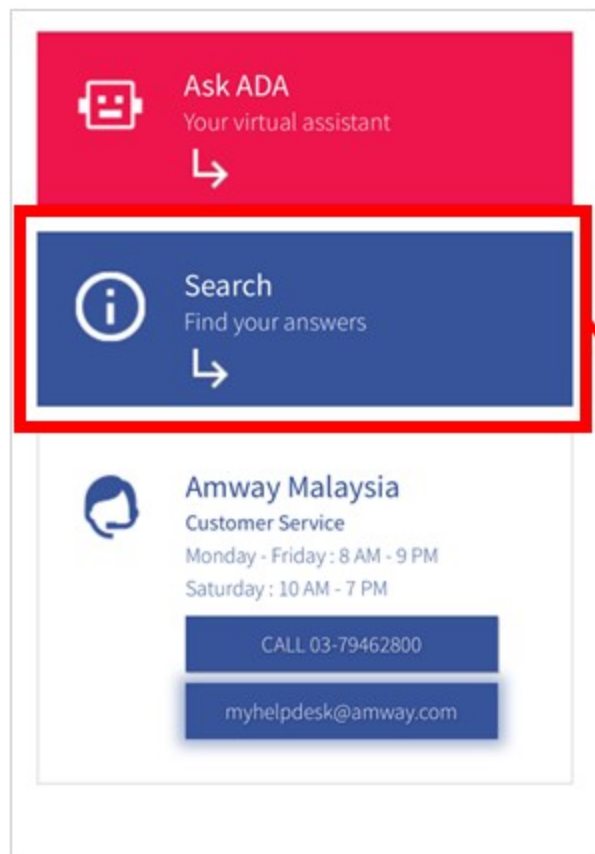 Ask ADA
Your virtual assistant
Search
Find your answers
Amway Malaysia
Customer Service
Monday - Friday : 8 AM - 9 PM
Saturday : 10 AM - 7 PM
CALL 03-79462800
myhelpdesk@amway.com